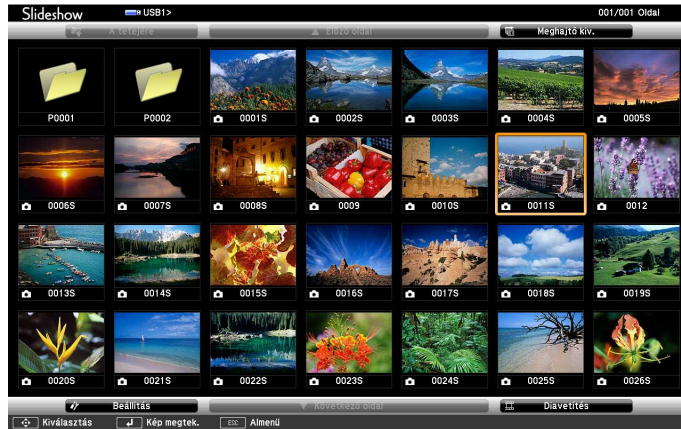 Slideshow USB1> 001/001 Oldal
A tetejére Előző oldal Meghajtó kiv.
P0001 P0002 0001S 0002S 0003S 0004S 0005S
0006S 0007S 0008S 0009 0010S 0011S 0012
0013S 0014S 0015S 0016S 0017S 0018S 0019S
0020S 0021S 0022S 0023S 0024S 0025S 0026S
Beállítás Következő oldal Diavetítés
Kiválasztás Kép megtek. ESC Almenü